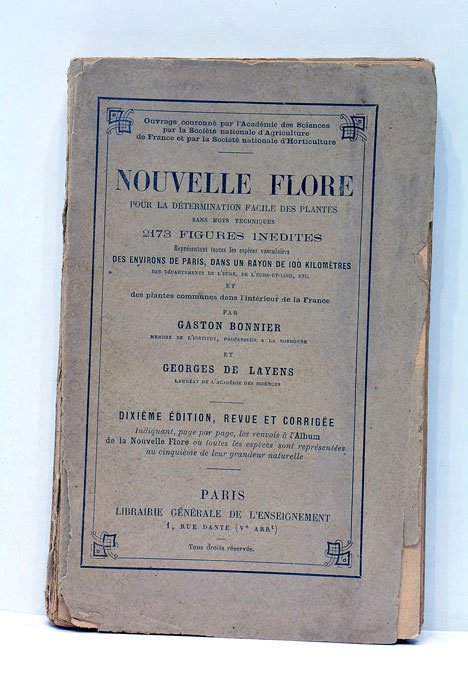 Ouvrage couronné par l'Académie des Sciences
par la Société nationale d'Agriculture
de France et par la Société nationale d'Horticulture
NOUVELLE FLORE
POUR LA DÉTERMINATION FACILE DES PLANTES
SANS MOTS TECHNIQUES
2173 FIGURES INÉDITES
Représentant toutes les espèces vasculaires
DES ENVIRONS DE PARIS, DANS UN RAYON DE 100 KILOMÈTRES
DES DÉPARTEMENTS DE L'EURE, DE L'EURE-ET-LOIR, ETC.
ET
des plantes communes dans l'intérieur de la France
PAR
GASTON BONNIER
MEMBRE DE L'INSTITUT, PROFESSEUR A LA SORBONNE
ET
GEORGES DE LAYENS
LAURÉAT DE L'ACADÉMIE DES SCIENCES
DIXIÈME ÉDITION, REVUE ET CORRIGÉE
Indiquant, page par page, les renvois à l'Album
de la Nouvelle Flore où toutes les espèces sont représentées
au cinquième de leur grandeur naturelle
PARIS
LIBRAIRIE GÉNÉRALE DE L'ENSEIGNEMENT
1, RUE DANTE (Vᵉ ARRᵗ)
Tous droits réservés.